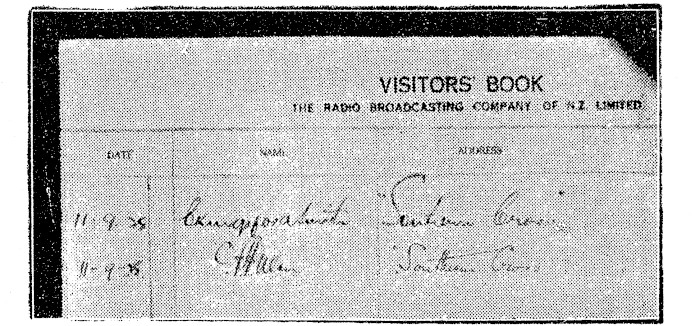 VISITORS' BOOK
THE RADIO BROADCASTING COMPANY OF N.Z. LIMITED
DATE NAME ADDRESS
11-9-28 CKingsfordsmith "Southern Cross"
11-9-28 "Southern Cross